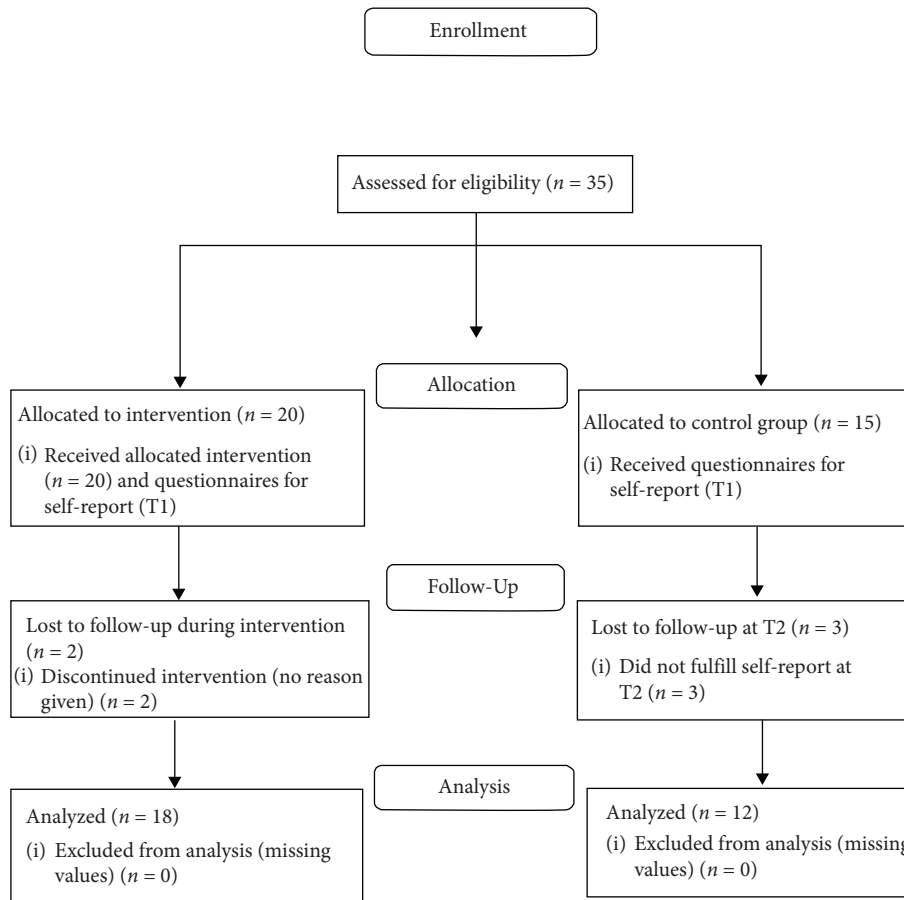 Enrollment
Assessed for eligibility (n = 35)
Allocation
Allocated to intervention (n = 20)
(i) Received allocated intervention
(n = 20) and questionnaires for
self-report (T1)
Allocated to control group (n = 15)
(i) Received questionnaires for
self-report (T1)
Follow-Up
Lost to follow-up during intervention
(n = 2)
(i) Discontinued intervention (no reason
given) (n = 2)
Lost to follow-up at T2 (n = 3)
(i) Did not fulfill self-report at
T2 (n = 3)
Analysis
Analyzed (n = 18)
(i) Excluded from analysis (missing
values) (n = 0)
Analyzed (n = 12)
(i) Excluded from analysis (missing
values) (n = 0)